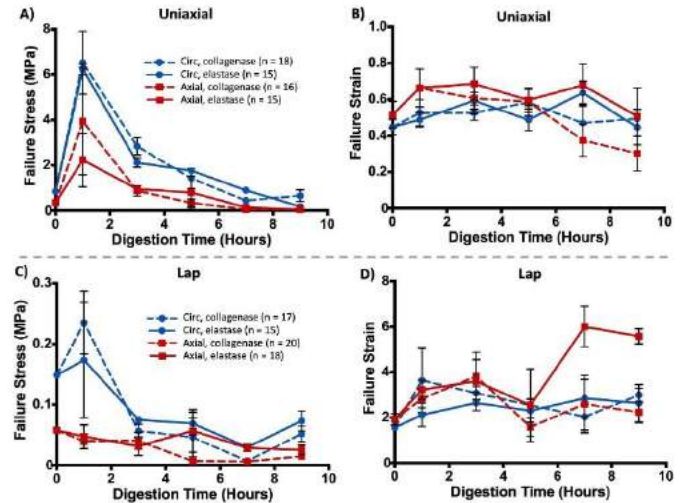 A) Uniaxial
Failure Stress (MPa)
8
6
4
2
0
Circ, collagenase (n = 18)
Circ, elastase (n = 15)
Axial, collagenase (n = 16)
Axial, elastase (n = 15)
0 2 4 6 8 10
Digestion Time (Hours)
B) Uniaxial
Failure Strain
1.0
0.8
0.6
0.4
0.2
0.0
0 2 4 6 8 10
Digestion Time (Hours)
C) Lap
Failure Stress (MPa)
0.3
0.2
0.1
0
Circ, collagenase (n = 17)
Circ, elastase (n = 15)
Axial, collagenase (n = 20)
Axial, elastase (n = 18)
0 2 4 6 8 10
Digestion Time (Hours)
D) Lap
Failure Strain
8
6
4
2
0
0 2 4 6 8 10
Digestion Time (Hours)